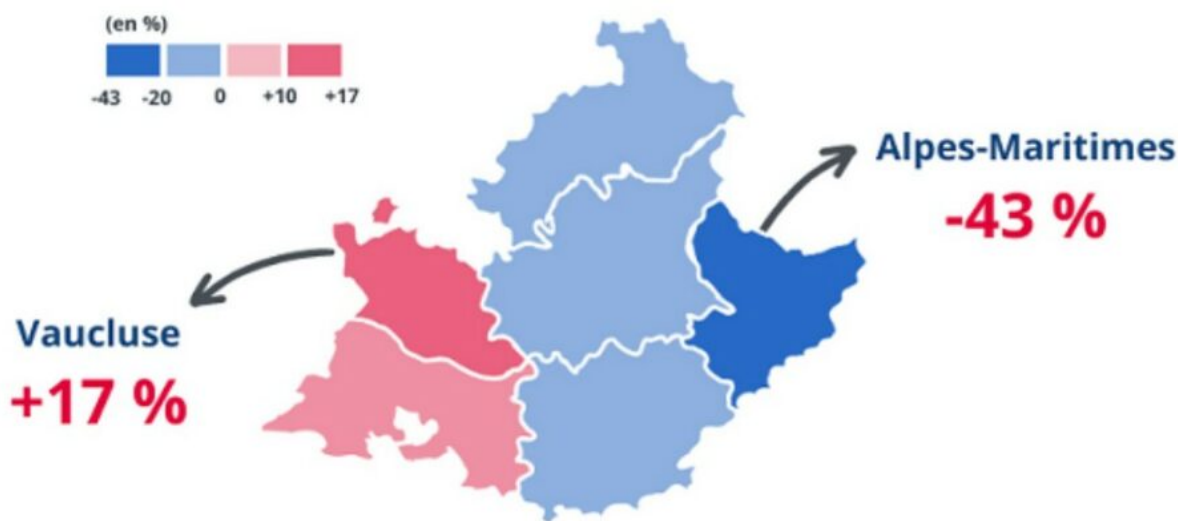 (en %)
-43 -20 0 +10 +17
Alpes-Maritimes
-43 %
Vaucluse
+17 %